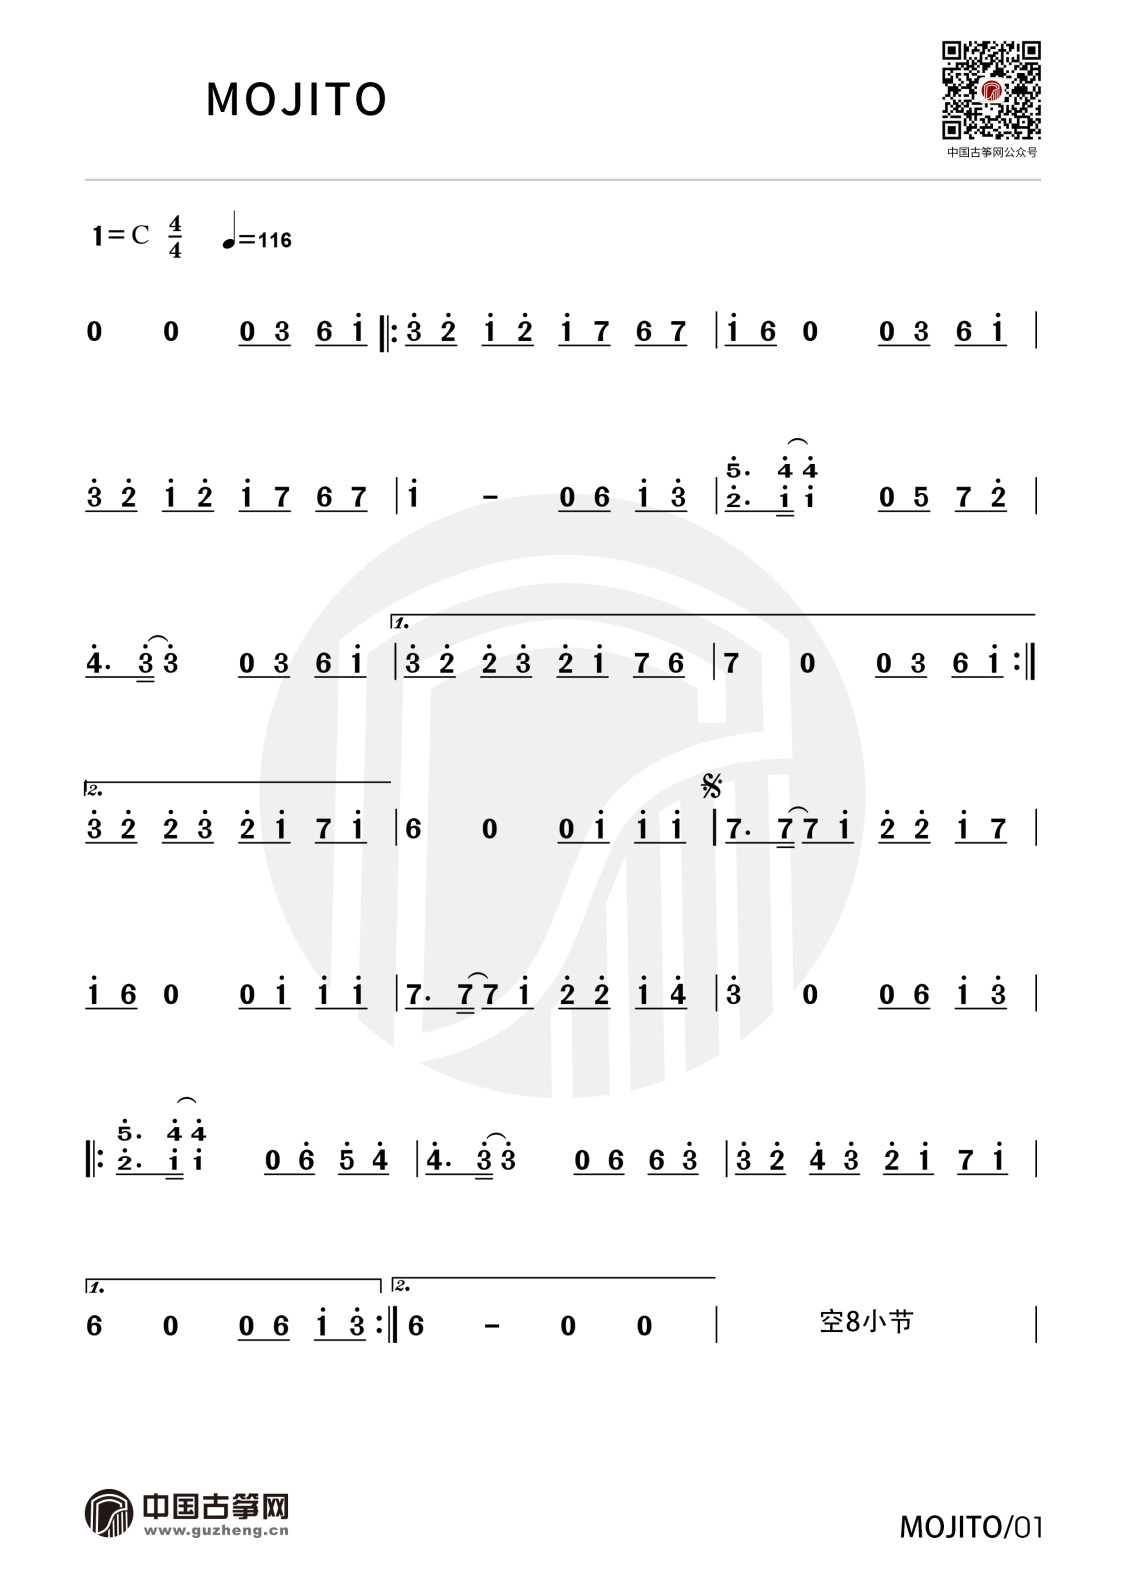 MOJITO
中国古筝网公众号
1=C 4/4 ♩=116
0 0 0 3 6 i̇ ‖: 3̇ 2̇ i̇ 2̇ i̇ 7 6 7 | i̇ 6 0 0 3 6 i̇ |
3̇ 2̇ i̇ 2̇ i̇ 7 6 7 | i̇ – 0 6 i̇ 3̇ | 5̇. 4̇ 4̇ 0 5 7 2̇ |
2̇. i̇ i̇
4̇. 3̇ 3̇ 0 3 6 i̇ | 1. 3̇ 2̇ 2̇ 3̇ 2̇ i̇ 7 6 | 7 0 0 3 6 i̇ :‖
2. 3̇ 2̇ 2̇ 3̇ 2̇ i̇ 7 i̇ | 6 0 0 i̇ i̇ i̇ | 𝄋 7. 7 7 i̇ 2̇ 2̇ i̇ 7 |
i̇ 6 0 0 i̇ i̇ i̇ | 7. 7 7 i̇ 2̇ 2̇ i̇ 4̇ | 3̇ 0 0 6 i̇ 3̇ |
‖: 5̇. 4̇ 4̇ 0 6̇ 5̇ 4̇ | 4̇. 3̇ 3̇ 0 6 6 3̇ | 3̇ 2̇ 4̇ 3̇ 2̇ i̇ 7 i̇ |
2̇. i̇ i̇
1. 6 0 0 6 i̇ 3̇ :‖ 2. 6 – 0 0 | 空8小节 |
中国古筝网
www.guzheng.cn
MOJITO/01